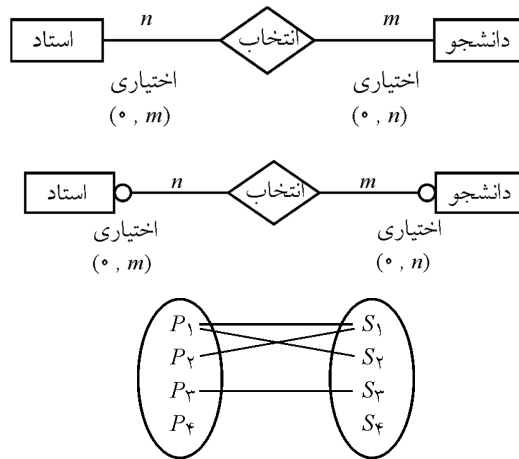 n m
استاد انتخاب دانشجو
اختیاری اختیاری
(۰ , m) (۰ , n)
استاد n انتخاب m دانشجو
اختیاری اختیاری
(۰ , m) (۰ , n)
P۱ S۱
P۲ S۲
P۳ S۳
P۴ S۴